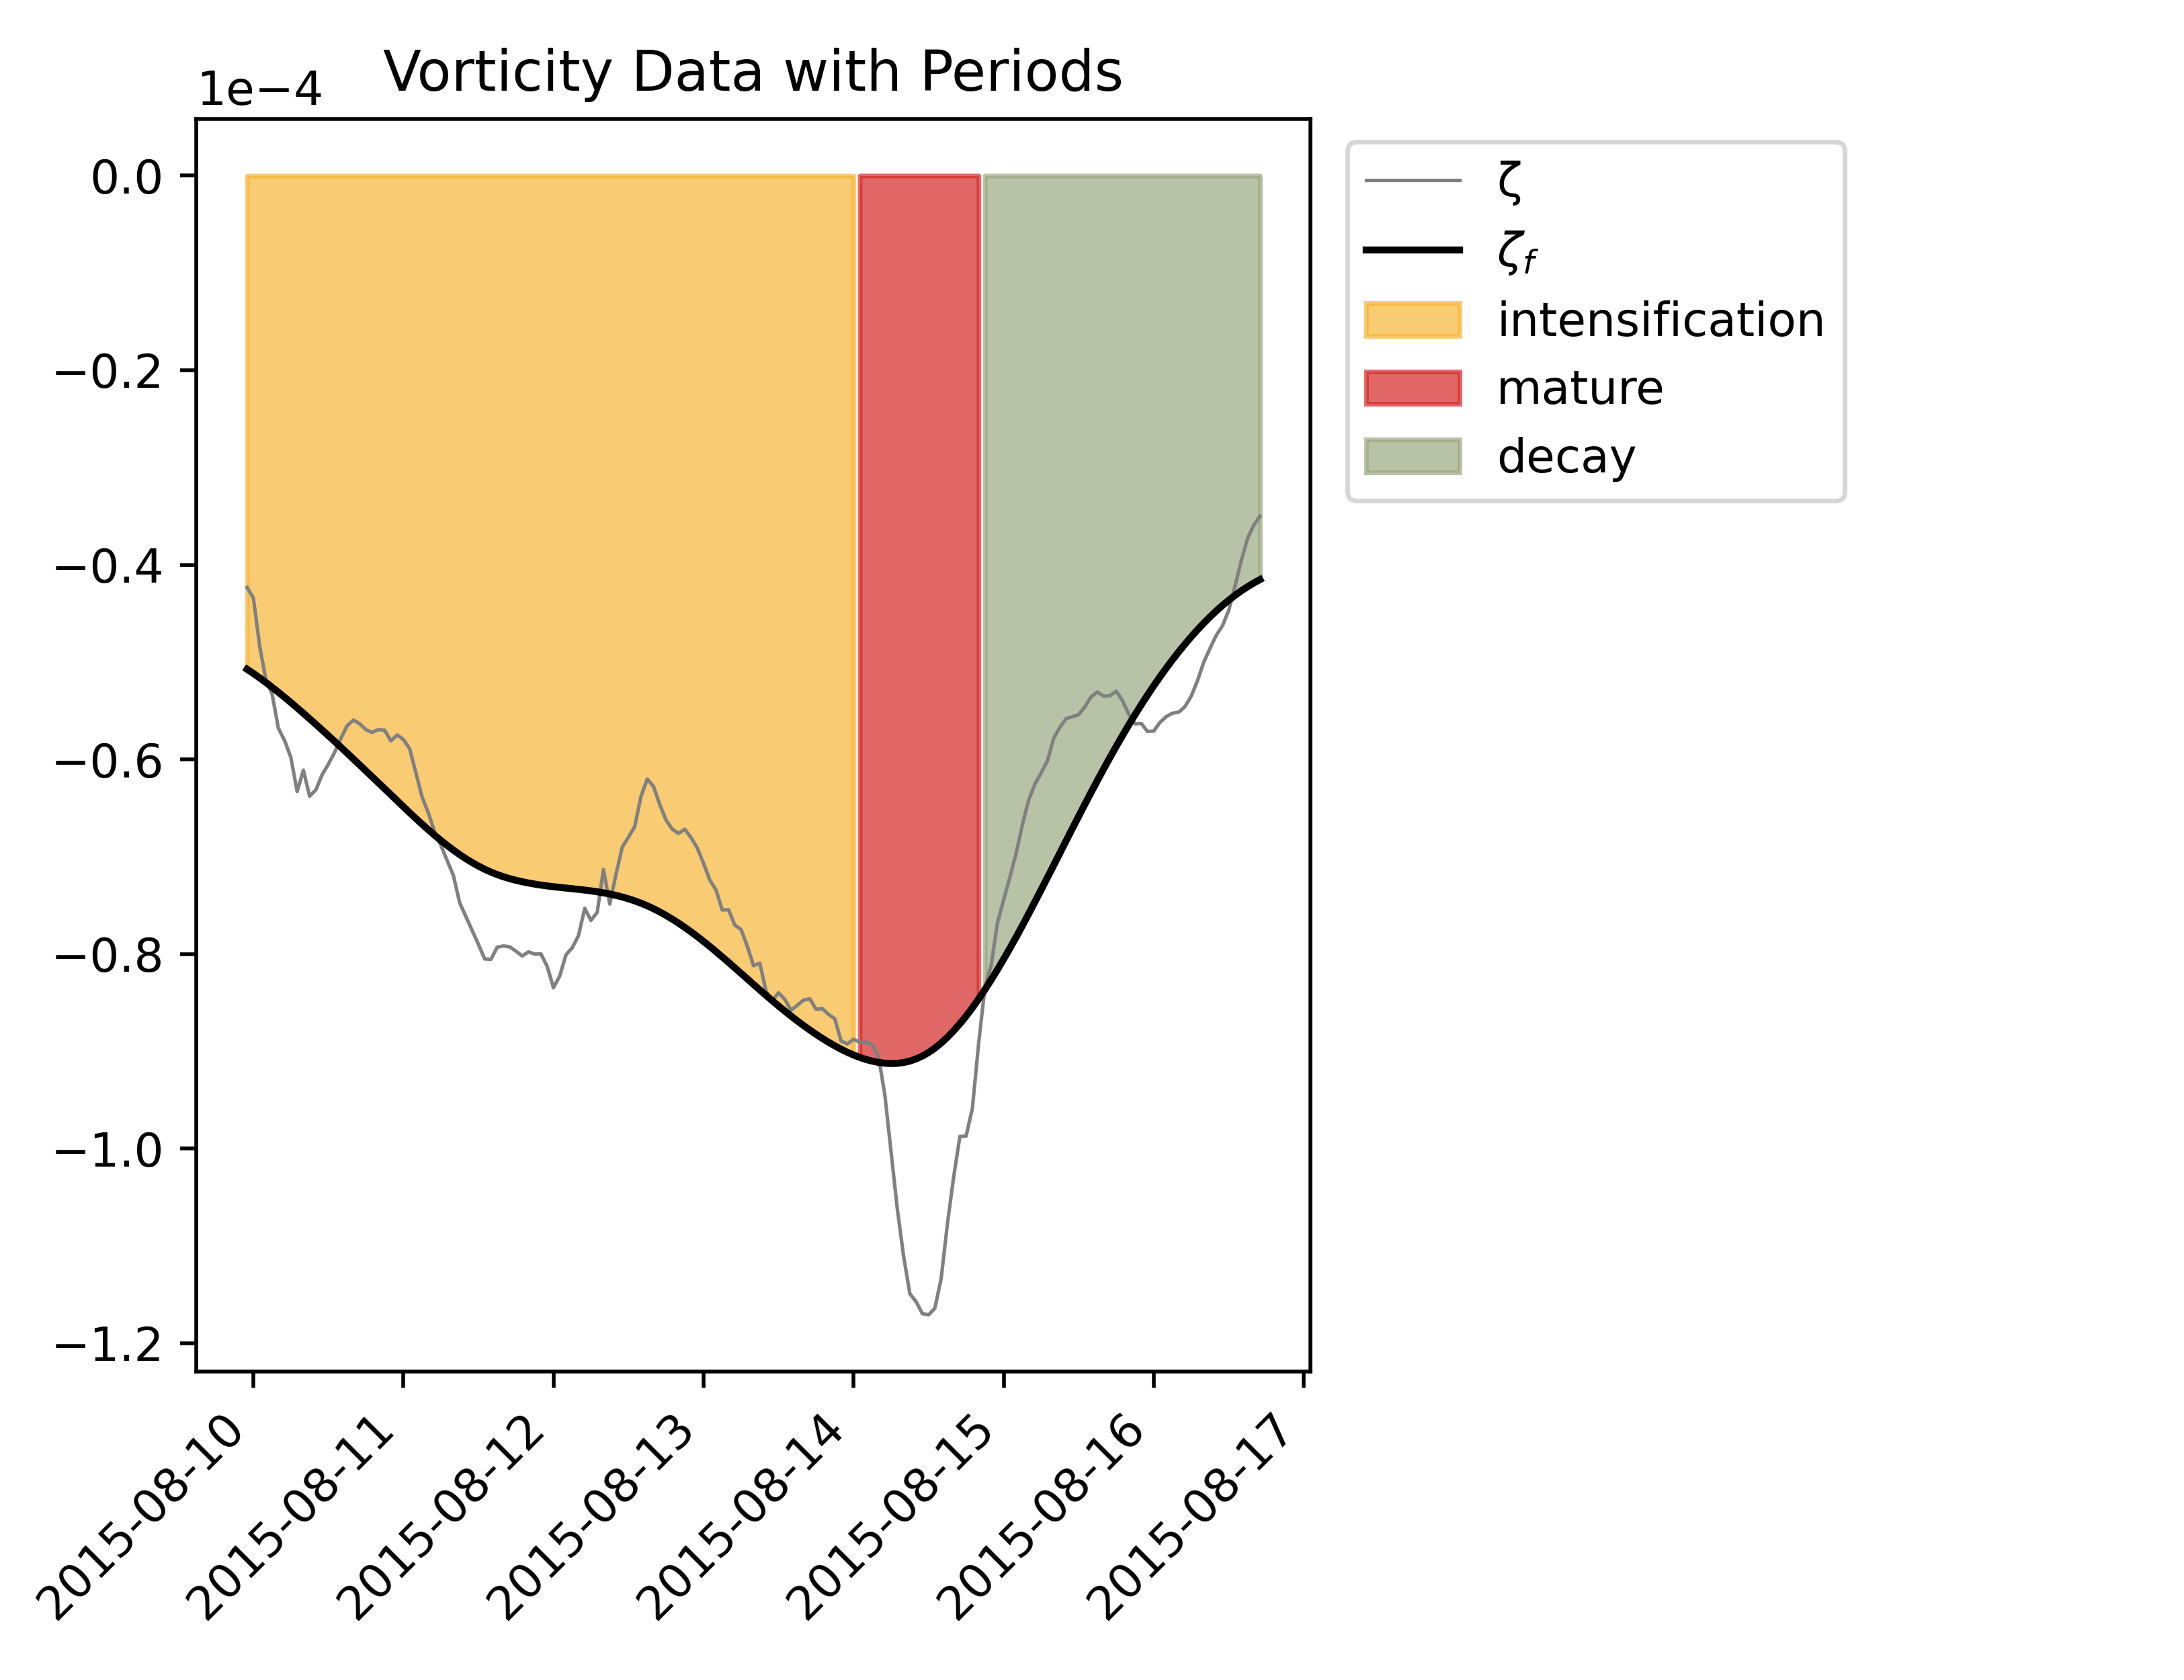 Vorticity Data with Periods
1e−4
0.0
−0.2
−0.4
−0.6
−0.8
−1.0
−1.2
2015-08-10
2015-08-11
2015-08-12
2015-08-13
2015-08-14
2015-08-15
2015-08-16
2015-08-17
ζ
ζf
intensification
mature
decay